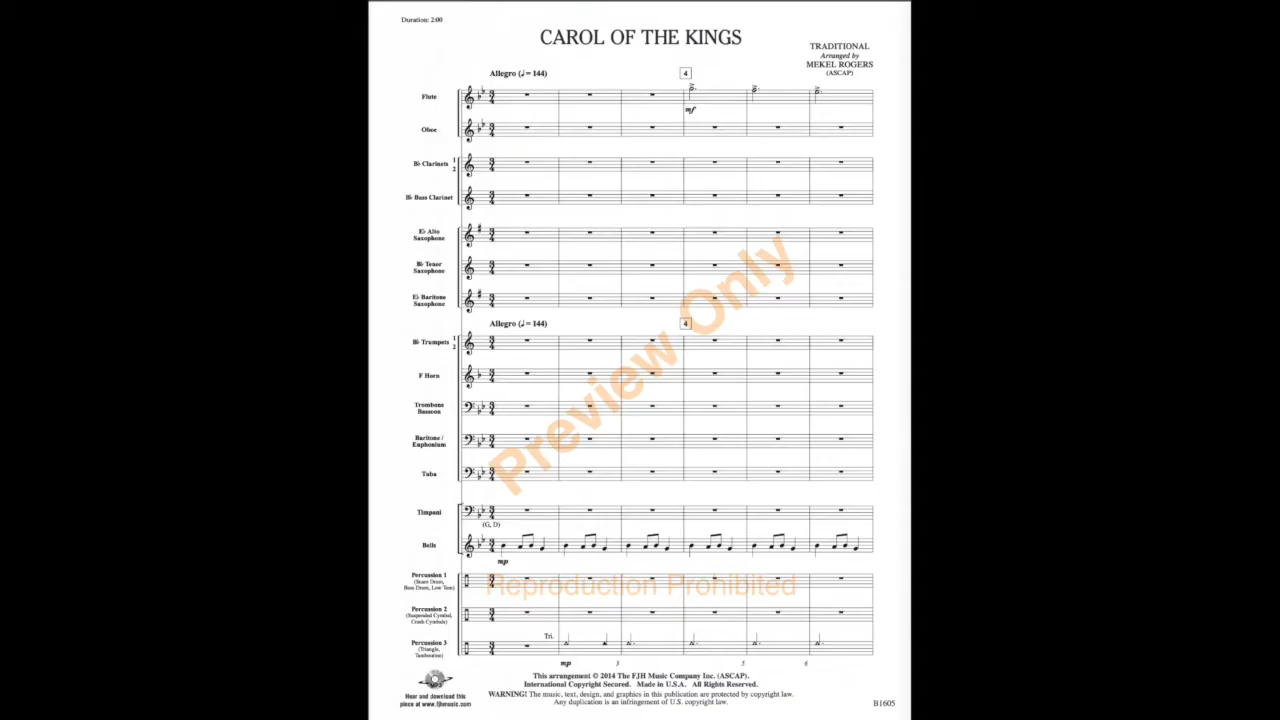 Duration: 2:00
CAROL OF THE KINGS
TRADITIONAL
Arranged by
MEKEL ROGERS
(ASCAP)
Allegro (♩ = 144)
4
Flute
mf
Oboe
B♭ Clarinets 1
2
B♭ Bass Clarinet
E♭ Alto
Saxophone
B♭ Tenor
Saxophone
E♭ Baritone
Saxophone
Allegro (♩ = 144)
4
B♭ Trumpets 1
2
F Horn
Trombone
Bassoon
Baritone /
Euphonium
Tuba
Timpani
(G, D)
Bells
mp
Percussion 1
(Snare Drum,
Bass Drum, Low Tom)
Percussion 2
(Suspended Cymbal,
Crash Cymbals)
Percussion 3
(Triangle,
Tambourine)
Tri.
mp 3 5 6
Preview Only
Reproduction Prohibited
Hear and download this
piece at www.fjhmusic.com
This arrangement © 2014 The FJH Music Company Inc. (ASCAP).
International Copyright Secured. Made in U.S.A. All Rights Reserved.
WARNING! The music, text, design, and graphics in this publication are protected by copyright law.
Any duplication is an infringement of U.S. copyright law.
B1605